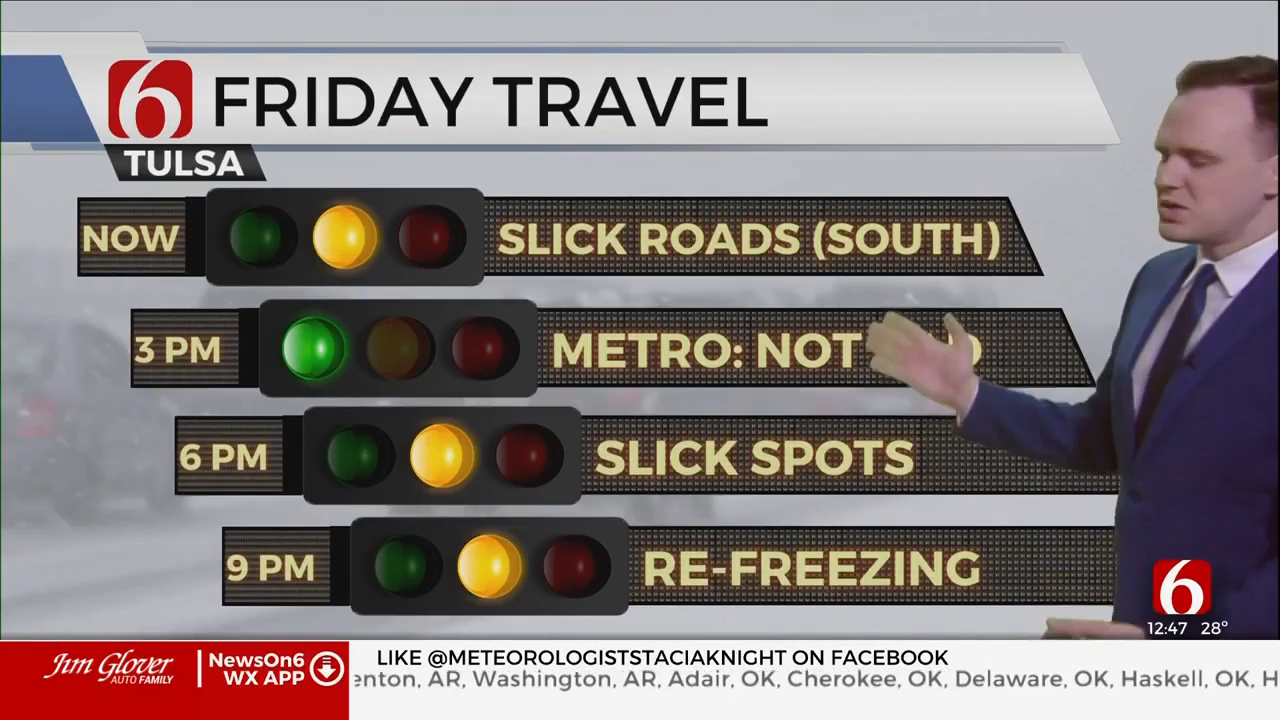 6 FRIDAY TRAVEL
TULSA
NOW SLICK ROADS (SOUTH)
3 PM METRO: NOT
6 PM SLICK SPOTS
9 PM RE-FREEZING
6
12:47 28°
Jim Glover
AUTO FAMILY
NewsOn6
WX APP
LIKE @METEOROLOGISTSTACIAKNIGHT ON FACEBOOK
enton, AR, Washington, AR, Adair, OK, Cherokee, OK, Delaware, OK, Haskell, OK, H